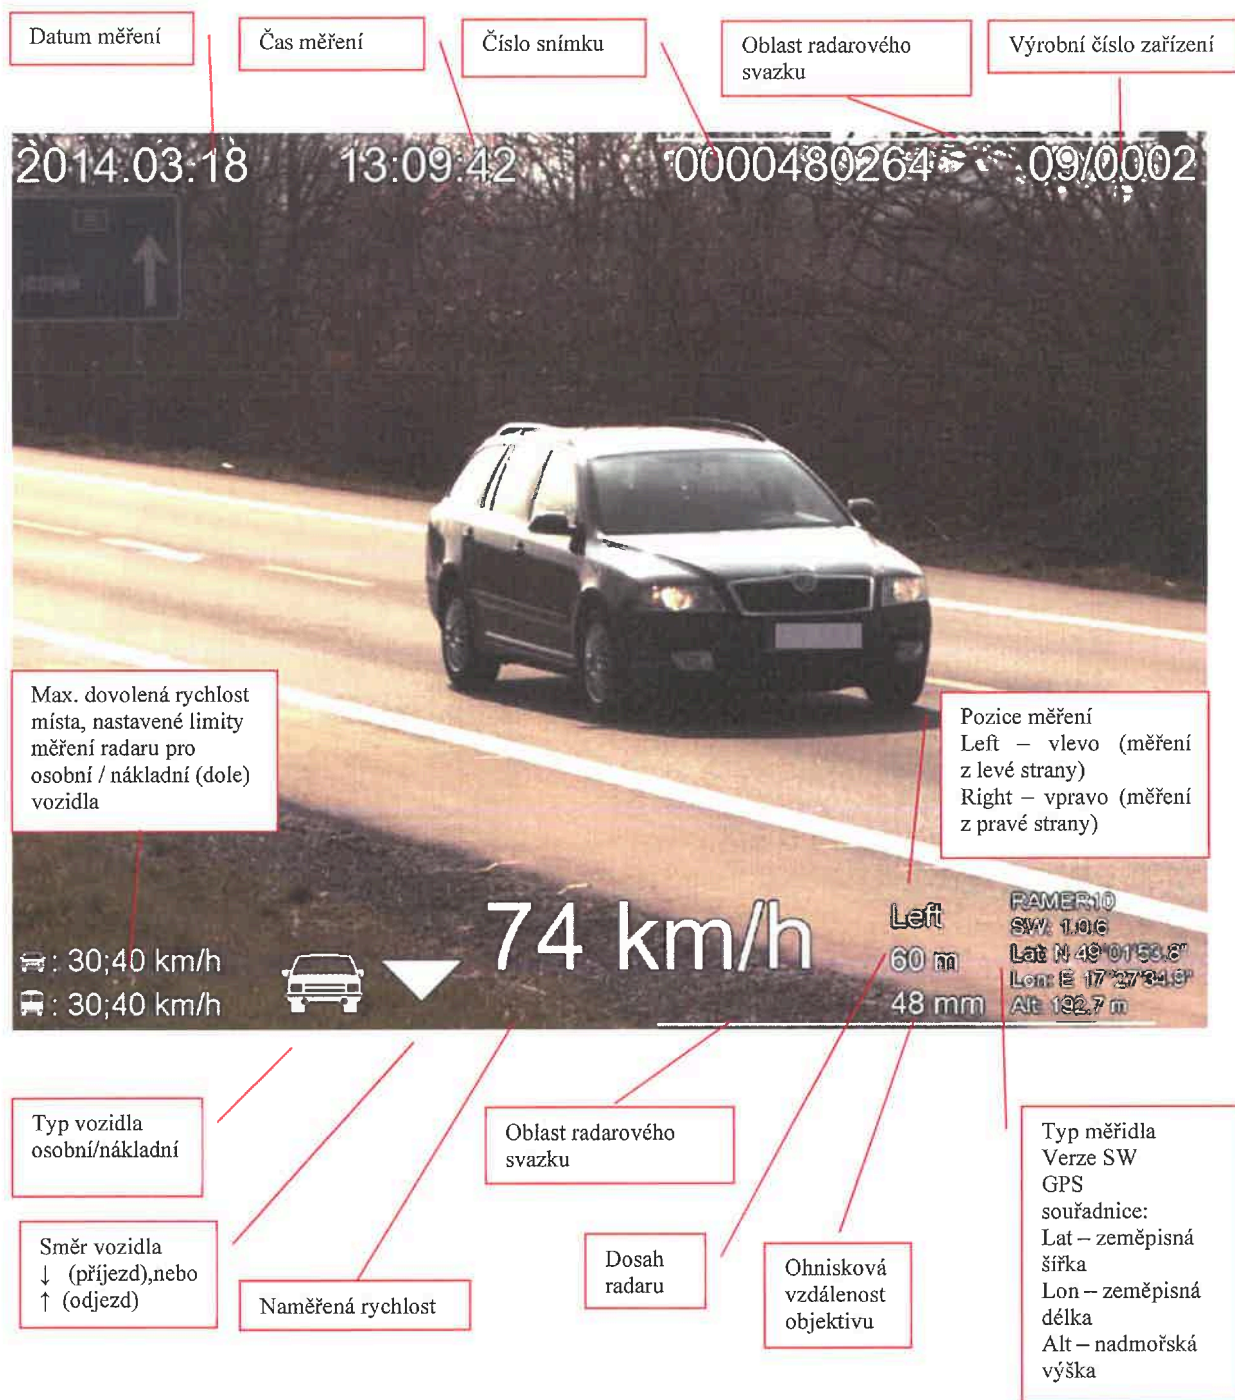 Datum měření
Čas měření
Číslo snímku
Oblast radarového
svazku
Výrobní číslo zařízení
2014.03.18
13:09:42
0000480264
09/0002
Max. dovolená rychlost
místa, nastavené limity
měření radaru pro
osobní / nákladní (dole)
vozidla
Pozice měření
Left – vlevo (měření
z levé strany)
Right – vpravo (měření
z pravé strany)
: 30;40 km/h
: 30;40 km/h
74 km/h
Left
60 m
48 mm
RAMER10
SW: 1.0.6
Lat: N 49°01'53.8"
Lon: E 17°27'34.9"
Alt: 192.7 m
Typ vozidla
osobní/nákladní
Směr vozidla
↓ (příjezd),nebo
↑ (odjezd)
Naměřená rychlost
Oblast radarového
svazku
Dosah
radaru
Ohnisková
vzdálenost
objektivu
Typ měřidla
Verze SW
GPS
souřadnice:
Lat – zeměpisná
šířka
Lon – zeměpisná
délka
Alt – nadmořská
výška